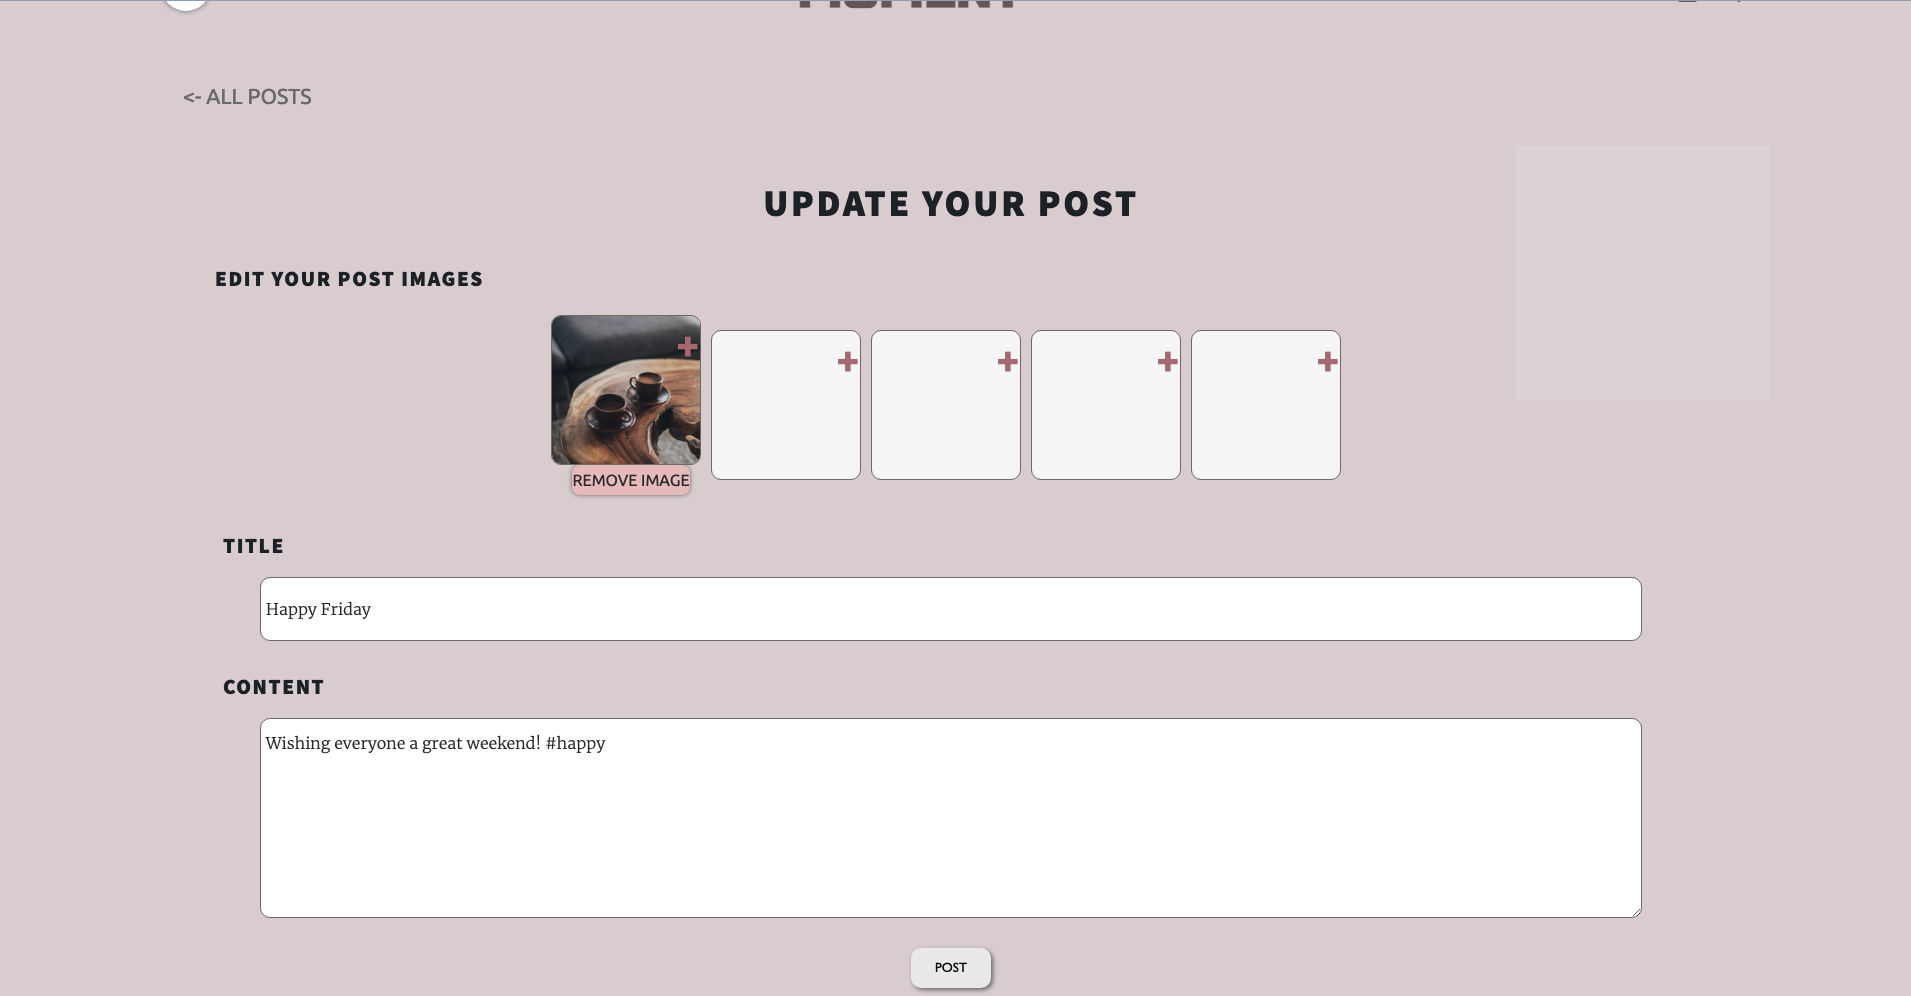 <- ALL POSTS
UPDATE YOUR POST
EDIT YOUR POST IMAGES
+ + + + +
REMOVE IMAGE
TITLE
Happy Friday
CONTENT
Wishing everyone a great weekend! #happy
POST